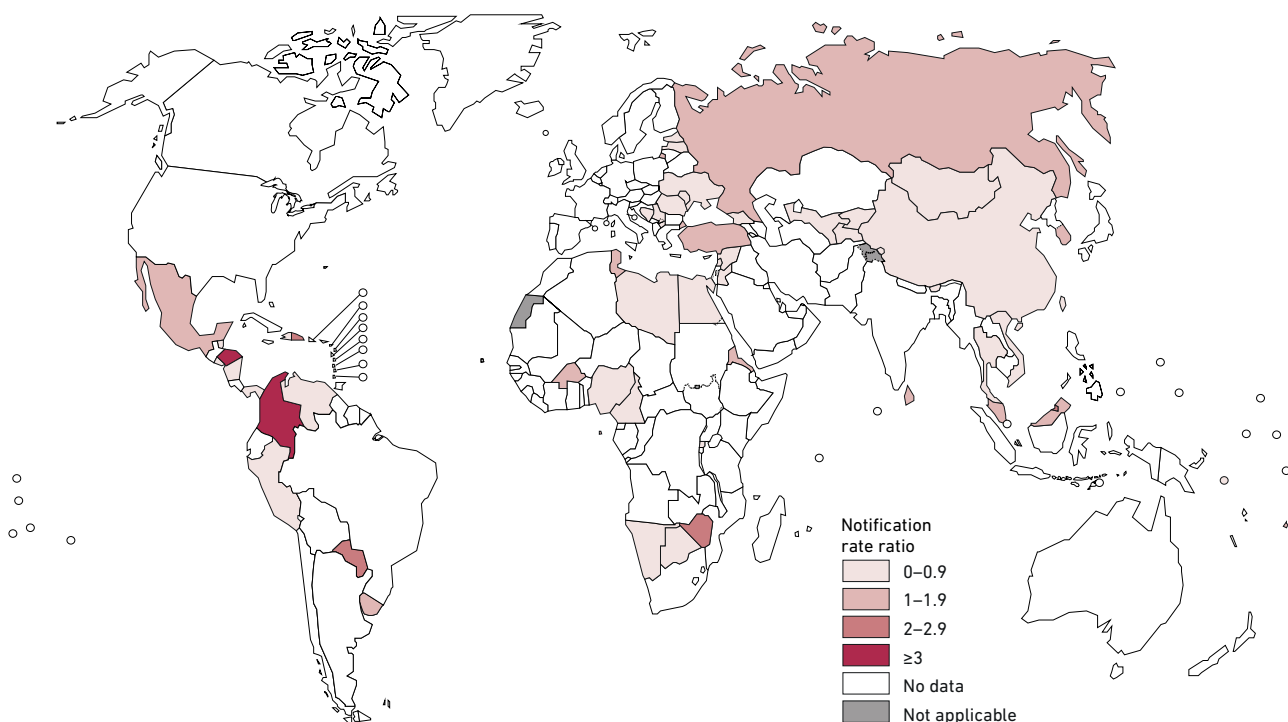 Notification
rate ratio
0–0.9
1–1.9
2–2.9
≥3
No data
Not applicable